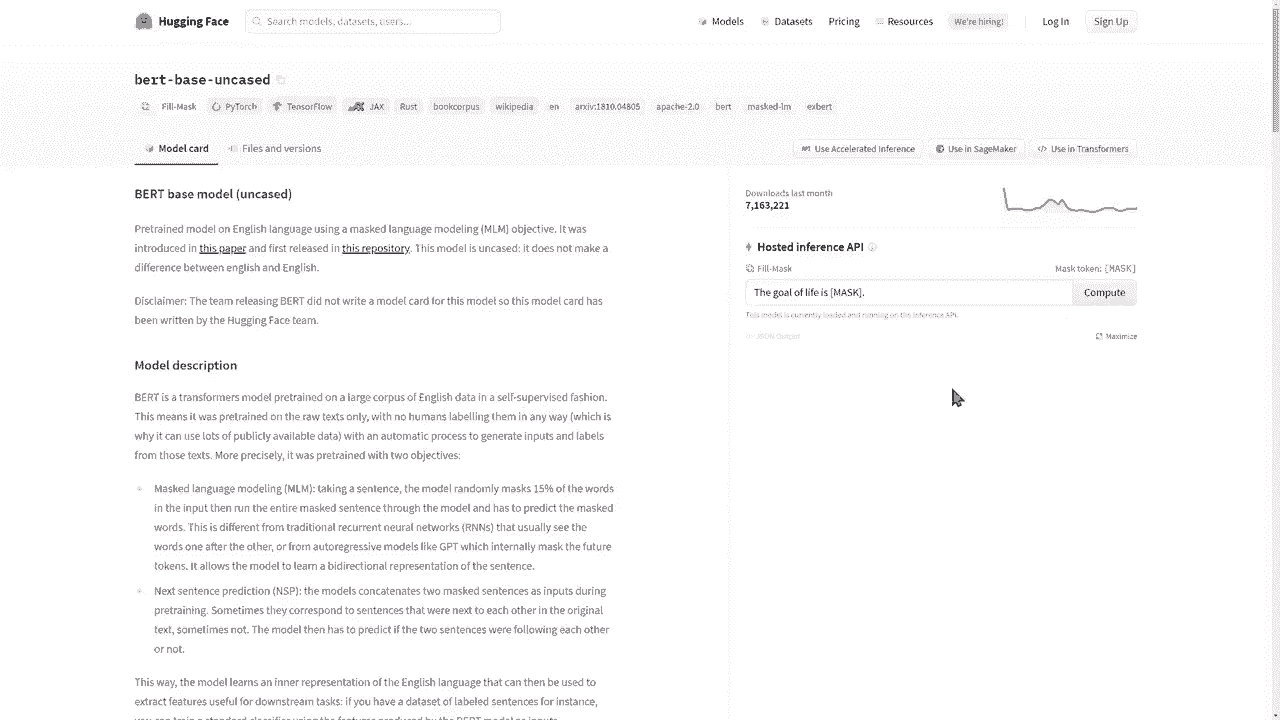 Hugging Face
Search models, datasets, users...
Models
Datasets
Pricing
Resources
We're hiring!
Log In
Sign Up
bert-base-uncased
Fill-Mask
PyTorch
TensorFlow
JAX
Rust
bookcorpus
wikipedia
en
arxiv:1810.04805
apache-2.0
bert
masked-lm
exbert
Model card
Files and versions
Use Accelerated Inference
Use in SageMaker
Use in Transformers
BERT base model (uncased)
Pretrained model on English language using a masked language modeling (MLM) objective. It was
introduced in this paper and first released in this repository. This model is uncased: it does not make a
difference between english and English.
Disclaimer: The team releasing BERT did not write a model card for this model so this model card has
been written by the Hugging Face team.
Model description
BERT is a transformers model pretrained on a large corpus of English data in a self-supervised fashion.
This means it was pretrained on the raw texts only, with no humans labelling them in any way (which is
why it can use lots of publicly available data) with an automatic process to generate inputs and labels
from those texts. More precisely, it was pretrained with two objectives:
Masked language modeling (MLM): taking a sentence, the model randomly masks 15% of the words
in the input then run the entire masked sentence through the model and has to predict the masked
words. This is different from traditional recurrent neural networks (RNNs) that usually see the
words one after the other, or from autoregressive models like GPT which internally mask the future
tokens. It allows the model to learn a bidirectional representation of the sentence.
Next sentence prediction (NSP): the models concatenates two masked sentences as inputs during
pretraining. Sometimes they correspond to sentences that were next to each other in the original
text, sometimes not. The model then has to predict if the two sentences were following each other
or not.
This way, the model learns an inner representation of the English language that can then be used to
extract features useful for downstream tasks: if you have a dataset of labeled sentences for instance,
you can train a standard classifier using the features produced by the BERT model as inputs.
Downloads last month
7,163,221
Hosted inference API
Fill-Mask
Mask token: [MASK]
The goal of life is [MASK].
Compute
This model is currently loaded and running on the Inference API.
JSON Output
Maximize